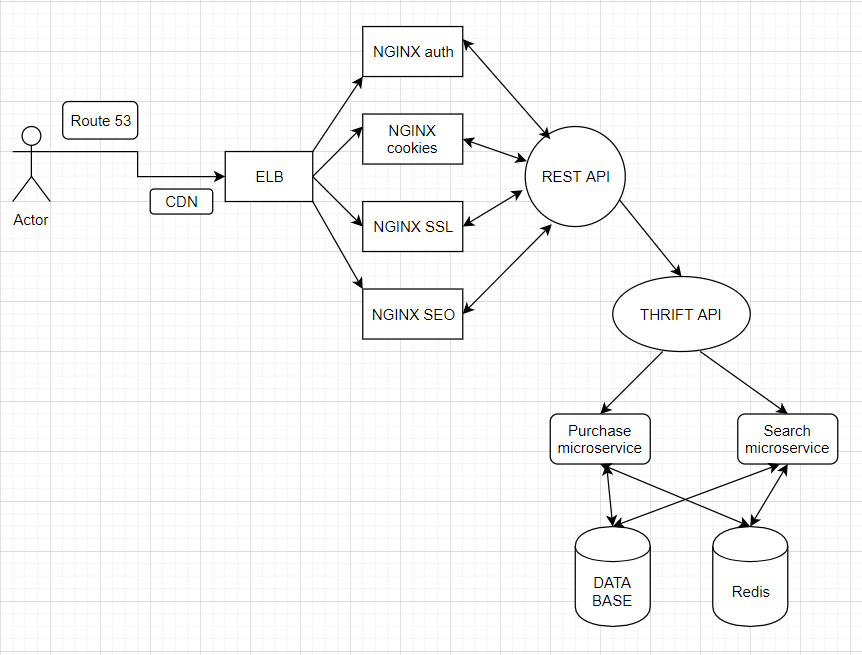 NGINX auth
Route 53
NGINX
cookies
ELB
REST API
CDN
Actor
NGINX SSL
NGINX SEO
THRIFT API
Purchase
microservice
Search
microservice
DATA
BASE
Redis